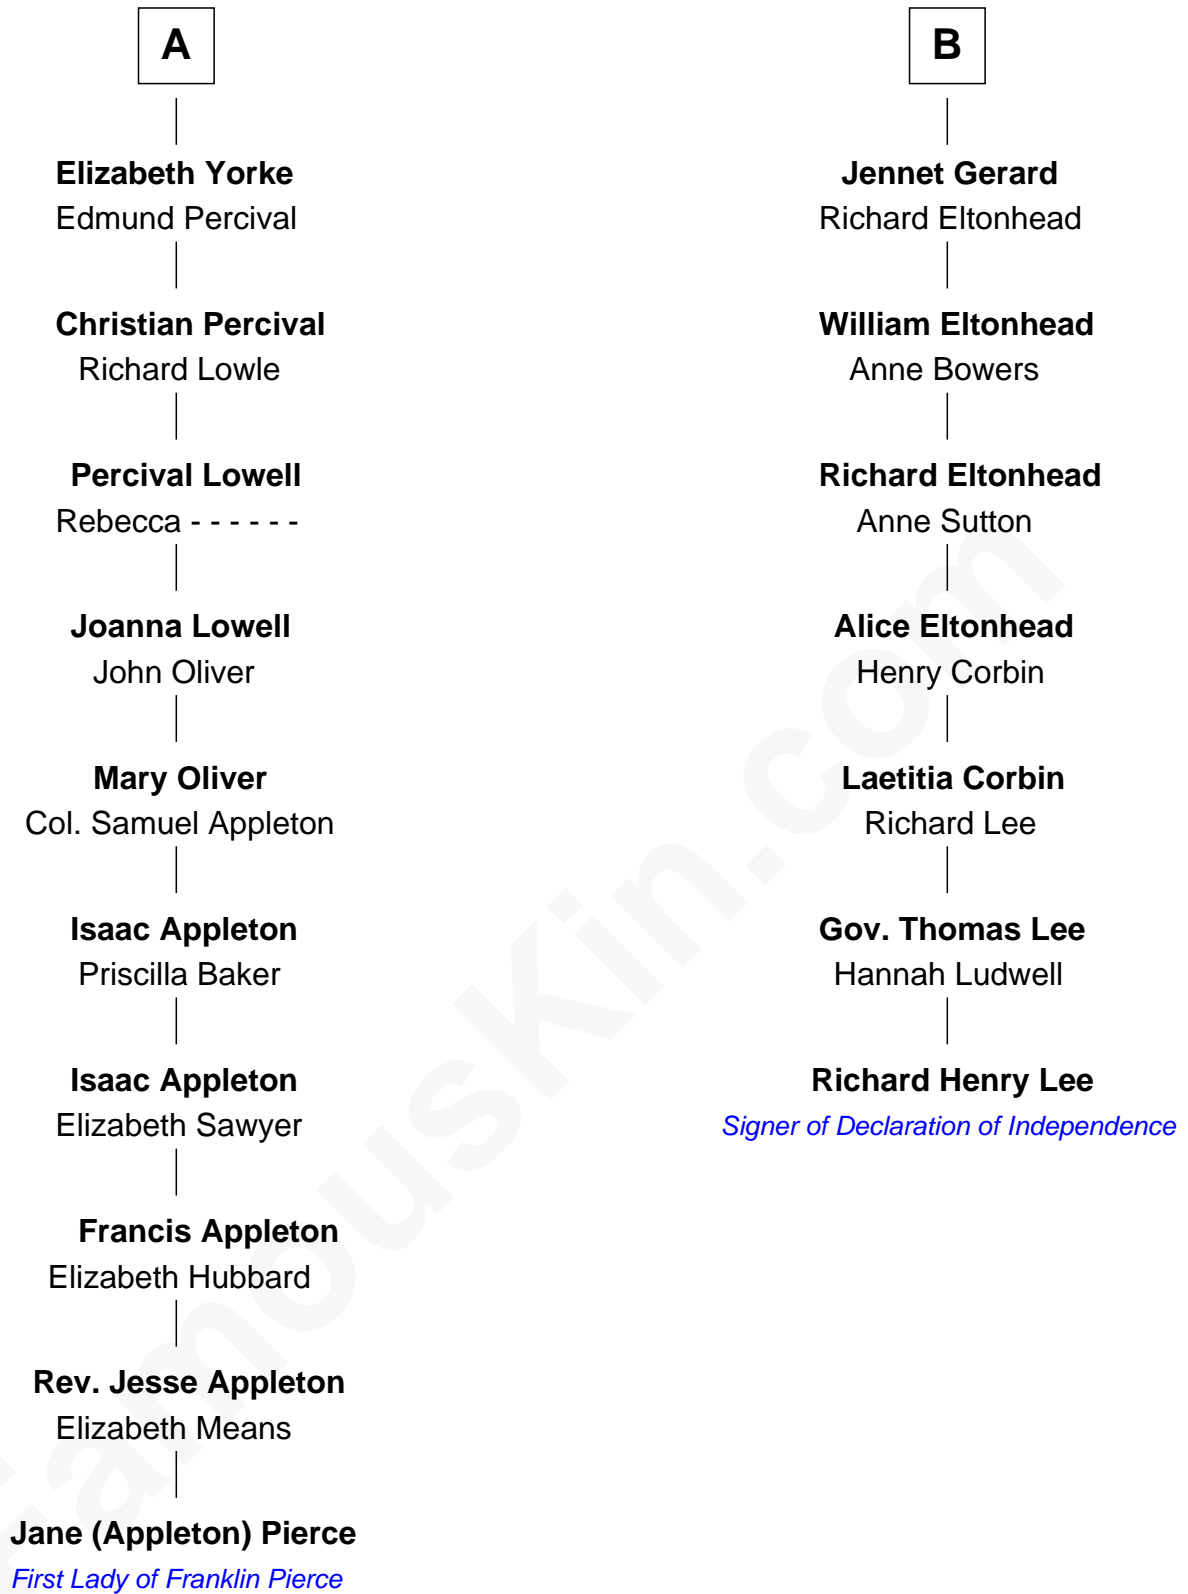 A
Elizabeth Yorke
Edmund Percival
Christian Percival
Richard Lowle
Percival Lowell
Rebecca - - - - - -
Joanna Lowell
John Oliver
Mary Oliver
Col. Samuel Appleton
Isaac Appleton
Priscilla Baker
Isaac Appleton
Elizabeth Sawyer
Francis Appleton
Elizabeth Hubbard
Rev. Jesse Appleton
Elizabeth Means
Jane (Appleton) Pierce
First Lady of Franklin Pierce
B
Jennet Gerard
Richard Eltonhead
William Eltonhead
Anne Bowers
Richard Eltonhead
Anne Sutton
Alice Eltonhead
Henry Corbin
Laetitia Corbin
Richard Lee
Gov. Thomas Lee
Hannah Ludwell
Richard Henry Lee
Signer of Declaration of Independence
FamousKin.com